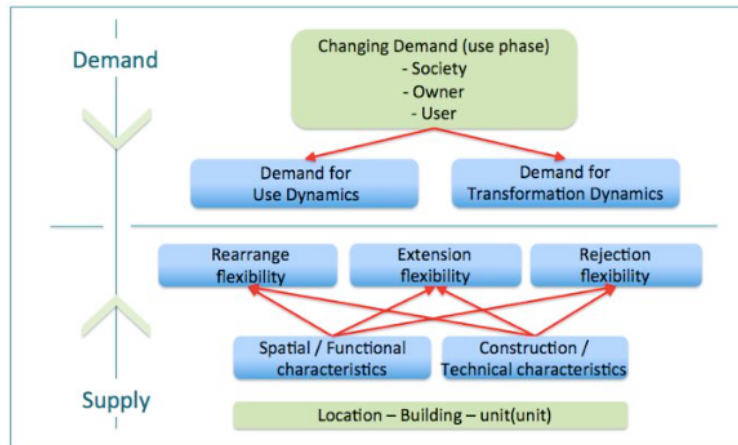 Demand
Changing Demand (use phase)
- Society
- Owner
- User
Demand for
Use Dynamics
Demand for
Transformation Dynamics
Rearrange
flexibility
Extension
flexibility
Rejection
flexibility
Spatial / Functional
characteristics
Construction /
Technical characteristics
Supply
Location – Building – unit(unit)